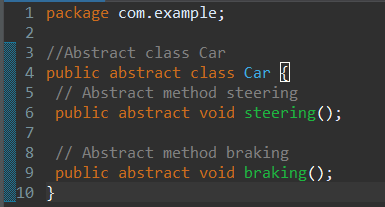 1 package com.example;
2
3 //Abstract class Car
4 public abstract class Car {
5  // Abstract method steering
6  public abstract void steering();
7
8  // Abstract method braking
9  public abstract void braking();
10 }